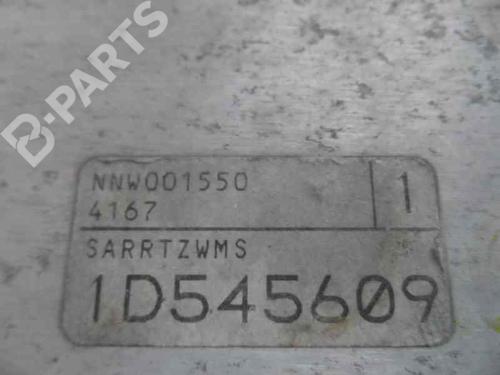 B-PARTS
NNW001550
4167
1
SARRTZWMS
1D545609